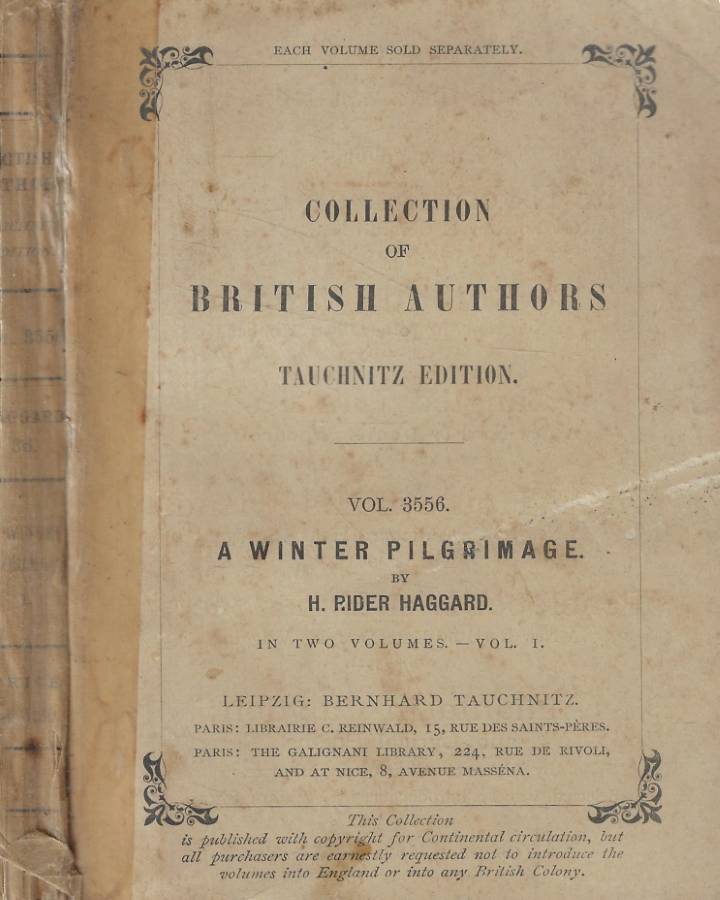 EACH VOLUME SOLD SEPARATELY.
COLLECTION
OF
BRITISH AUTHORS
TAUCHNITZ EDITION.
VOL. 3556.
A WINTER PILGRIMAGE.
BY
H. RIDER HAGGARD.
IN TWO VOLUMES. — VOL. I.
LEIPZIG: BERNHARD TAUCHNITZ.
PARIS: LIBRAIRIE C. REINWALD, 15, RUE DES SAINTS-PÈRES.
PARIS: THE GALIGNANI LIBRARY, 224, RUE DE RIVOLI,
AND AT NICE, 8, AVENUE MASSÉNA.
This Collection
is published with copyright for Continental circulation, but
all purchasers are earnestly requested not to introduce the
volumes into England or into any British Colony.